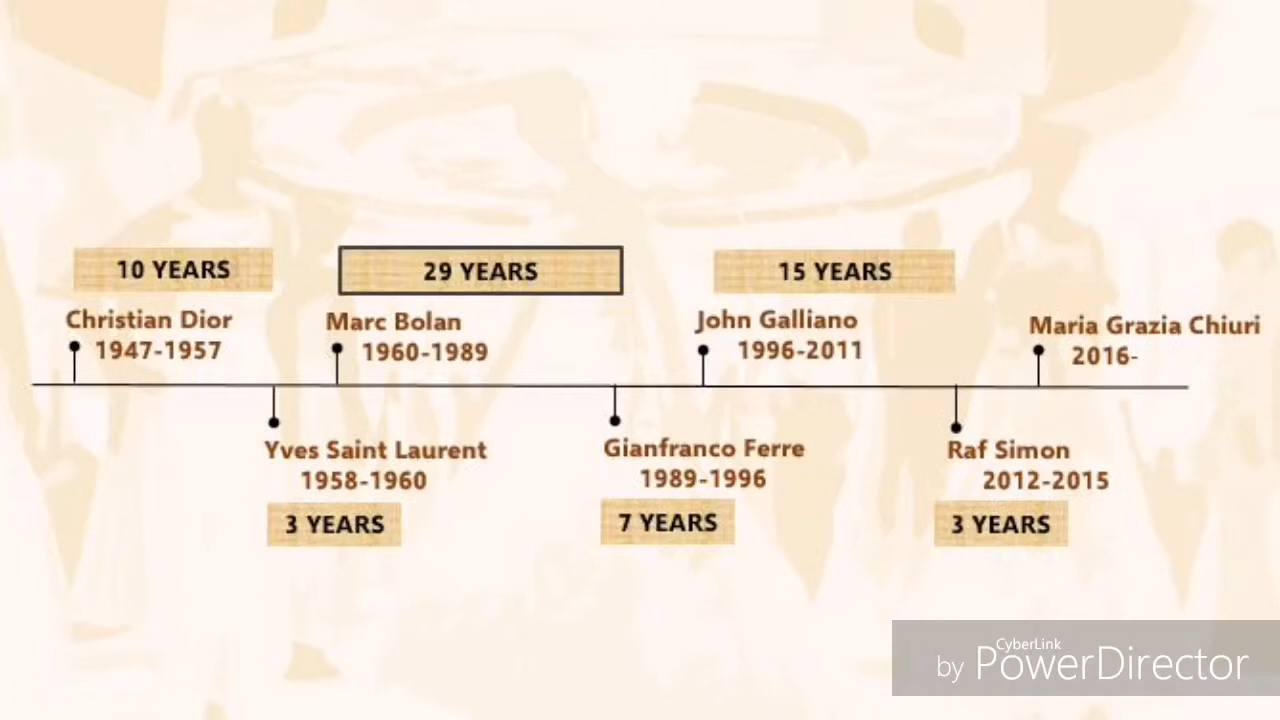 10 YEARS
29 YEARS
15 YEARS
Christian Dior
1947-1957
Marc Bolan
1960-1989
John Galliano
1996-2011
Maria Grazia Chiuri
2016-
Yves Saint Laurent
1958-1960
3 YEARS
Gianfranco Ferre
1989-1996
7 YEARS
Raf Simon
2012-2015
3 YEARS
CyberLink
by PowerDirector